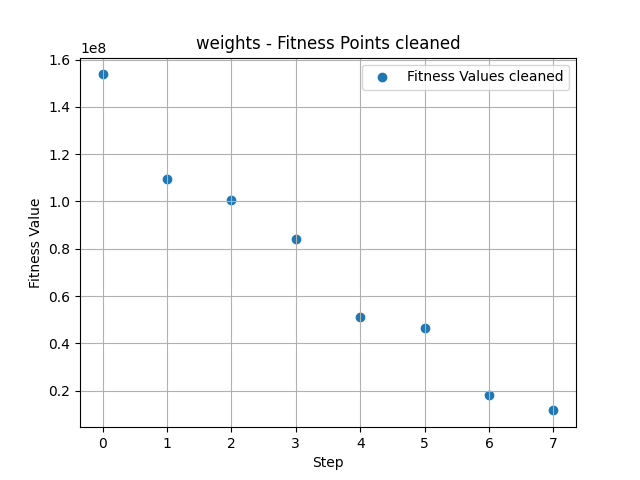 weights - Fitness Points cleaned
1e8
Fitness Values cleaned
1.6
1.4
1.2
1.0
0.8
0.6
0.4
0.2
Fitness Value
0 1 2 3 4 5 6 7
Step